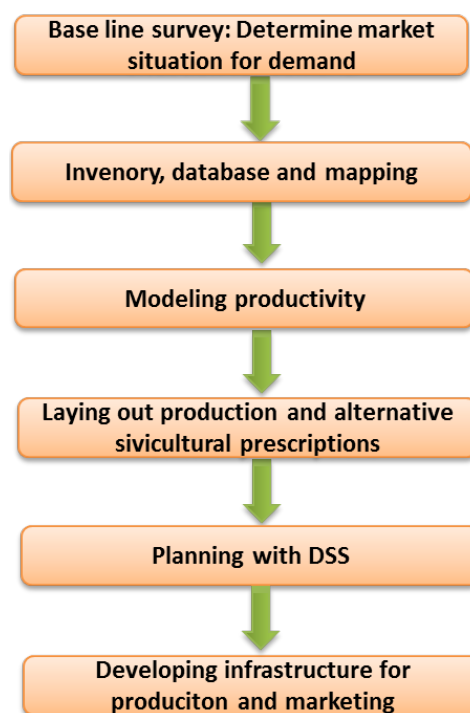 Base line survey: Determine market
situation for demand
Invenory, database and mapping
Modeling productivity
Laying out production and alternative
sivicultural prescriptions
Planning with DSS
Developing infrastructure for
produciton and marketing